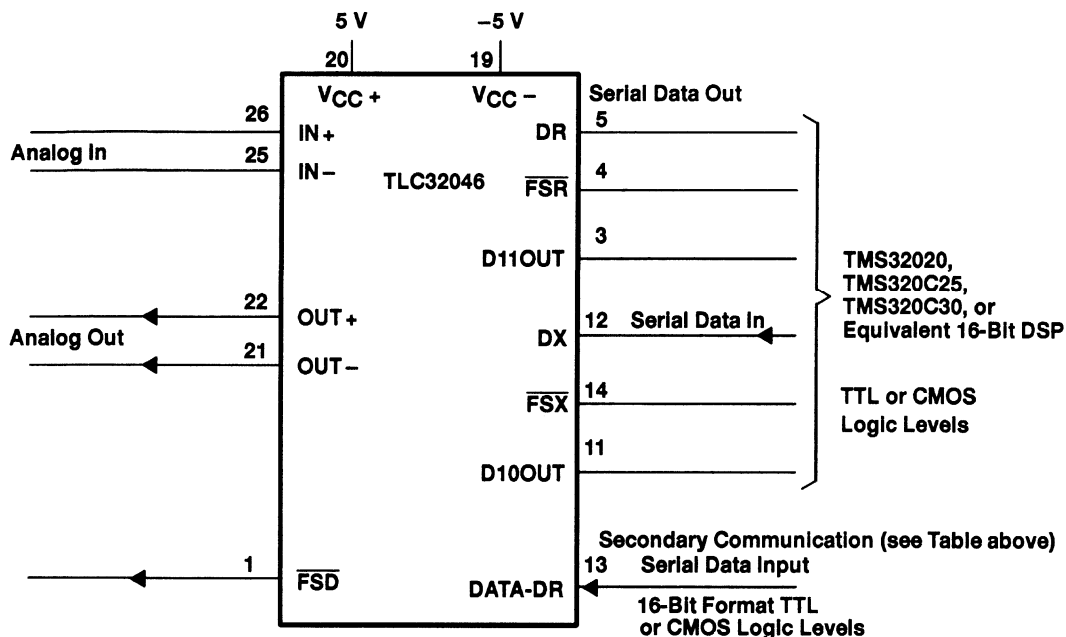 5 V
–5 V
20
19
VCC +
VCC –
Serial Data Out
26
IN +
DR
5
Analog In
25
IN –
TLC32046
FSR
4
D11OUT
3
TMS32020,
TMS320C25,
TMS320C30, or
Equivalent 16-Bit DSP
22
OUT +
Analog Out
21
OUT –
DX
12
Serial Data In
FSX
14
TTL or CMOS
Logic Levels
D10OUT
11
Secondary Communication (see Table above)
1
FSD
DATA-DR
13
Serial Data Input
16-Bit Format TTL
or CMOS Logic Levels